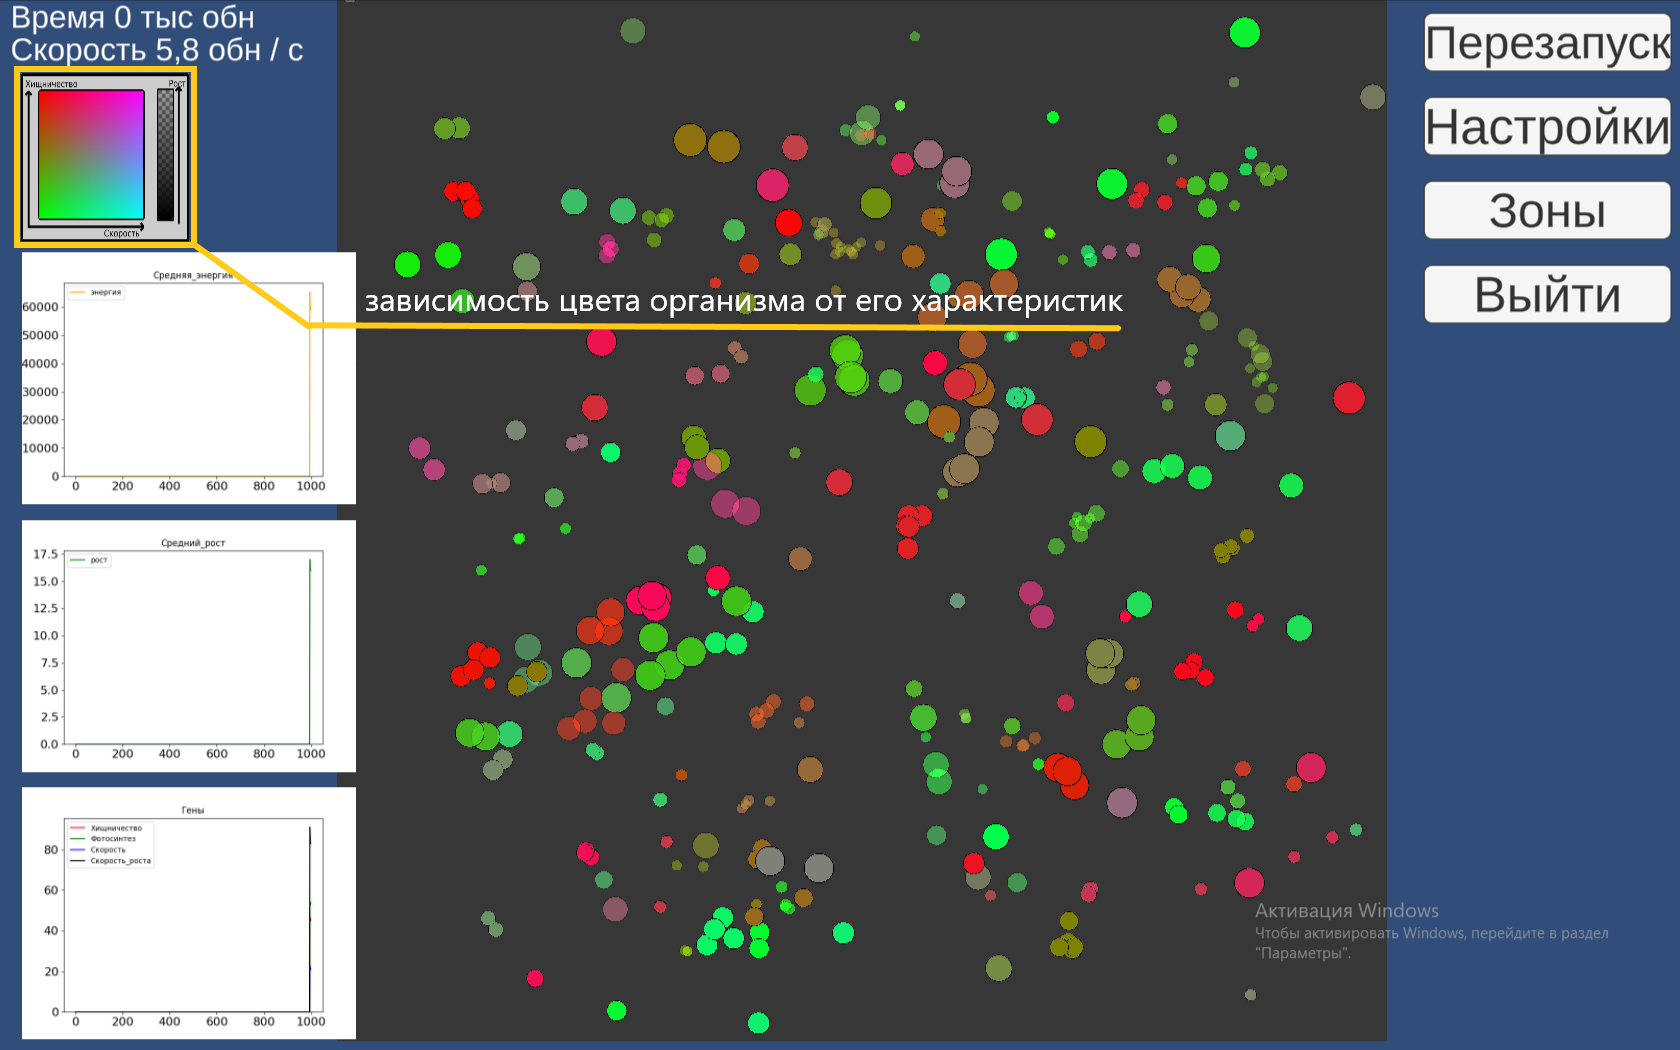 Время 0 тыс обн
Скорость 5,8 обн / с
Хищничество
Рост
Скорость
Перезапуск
Настройки
Зоны
Выйти
зависимость цвета организма от его характеристик
Средняя_энергия
энергия
60000
50000
40000
30000
20000
10000
0
0 200 400 600 800 1000
Средний_рост
рост
17.5
15.0
12.5
10.0
7.5
5.0
2.5
0.0
0 200 400 600 800 1000
Гены
Хищничество
Фотосинтез
Скорость
Скорость_роста
80
60
40
20
0
0 200 400 600 800 1000
Активация Windows
Чтобы активировать Windows, перейдите в раздел
"Параметры".